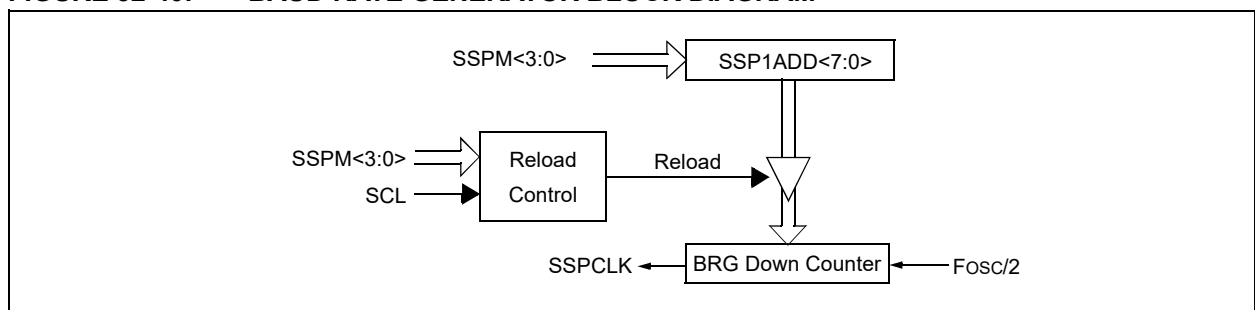 SSPM<3:0>
SSP1ADD<7:0>
SSPM<3:0>
SCL
Reload
Control
Reload
SSPCLK
BRG Down Counter
Fosc/2